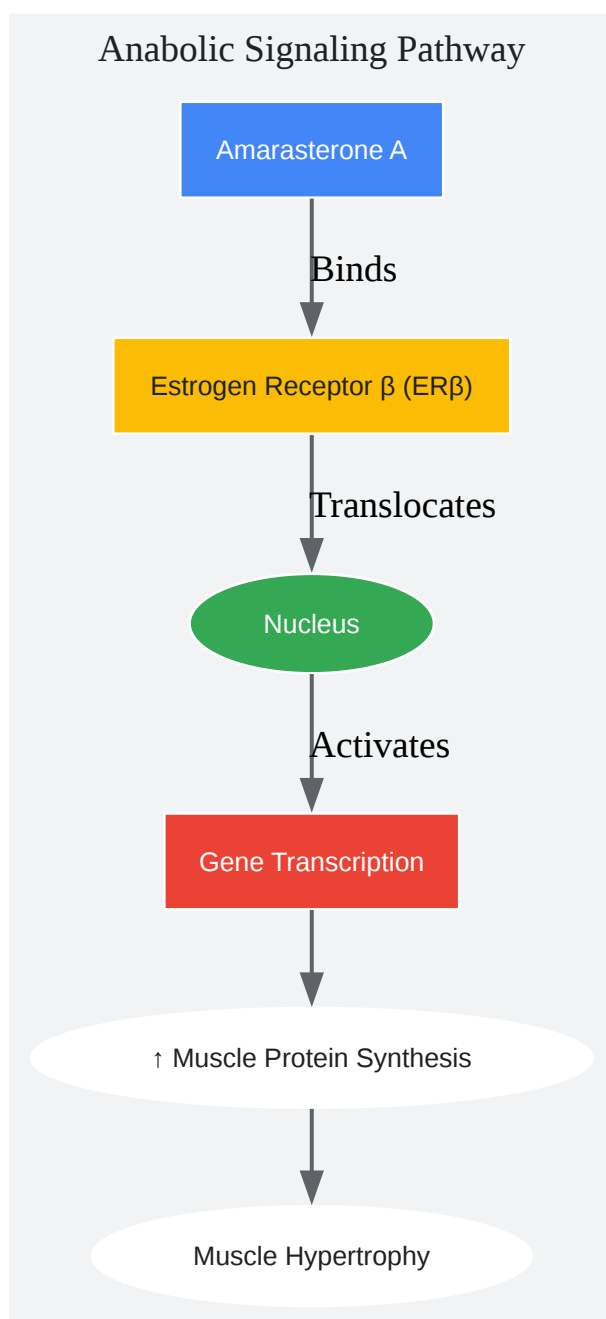 Anabolic Signaling Pathway
Amarasterone A
Binds
Estrogen Receptor β (ERβ)
Translocates
Nucleus
Activates
Gene Transcription
↑ Muscle Protein Synthesis
Muscle Hypertrophy